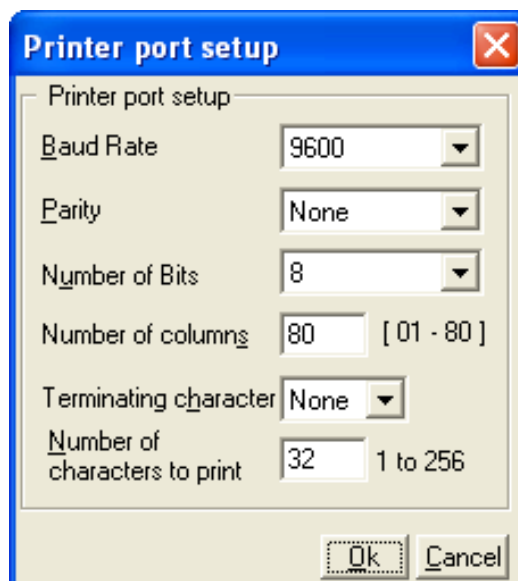 Printer port setup
Printer port setup
Baud Rate 9600
Parity None
Number of Bits 8
Number of columns 80 [ 01 - 80 ]
Terminating character None
Number of
characters to print 32 1 to 256
Ok Cancel